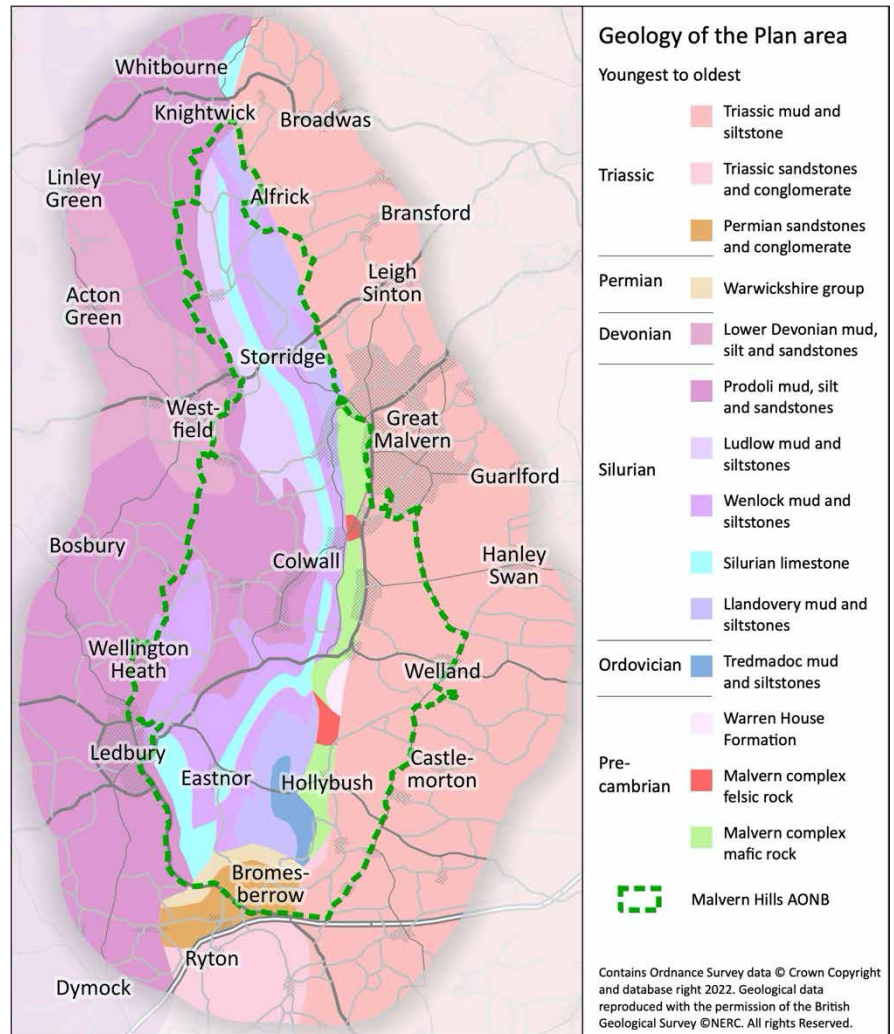 Whitbourne
Knightwick
Broadwas
Linley
Green
Alfrick
Bransford
Leigh
Sinton
Acton
Green
Storridge
West-
field
Great
Malvern
Guarlford
Bosbury
Colwall
Hanley
Swan
Wellington
Heath
Welland
Ledbury
Eastnor
Hollybush
Castle-
morton
Bromes-
berrow
Ryton
Dymock
Geology of the Plan area
Youngest to oldest
Triassic
Triassic mud and
siltstone
Triassic sandstones
and conglomerate
Permian sandstones
and conglomerate
Permian
Warwickshire group
Devonian
Lower Devonian mud,
silt and sandstones
Silurian
Prodoli mud, silt
and sandstones
Ludlow mud and
siltstones
Wenlock mud and
siltstones
Silurian limestone
Llandovery mud and
siltstones
Ordovician
Tredmadoc mud
and siltstones
Pre-
cambrian
Warren House
Formation
Malvern complex
felsic rock
Malvern complex
mafic rock
Malvern Hills AONB
Contains Ordnance Survey data © Crown Copyright
and database right 2022. Geological data
reproduced with the permission of the British
Geological Survey ©NERC. All rights Reserved.